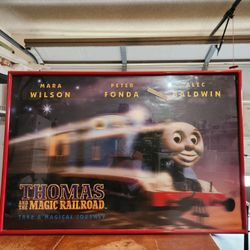 MARA PETER ALEC
WILSON FONDA BALDWIN
THOMAS
AND THE MAGIC RAILROAD
TAKE A MAGICAL JOURNEY